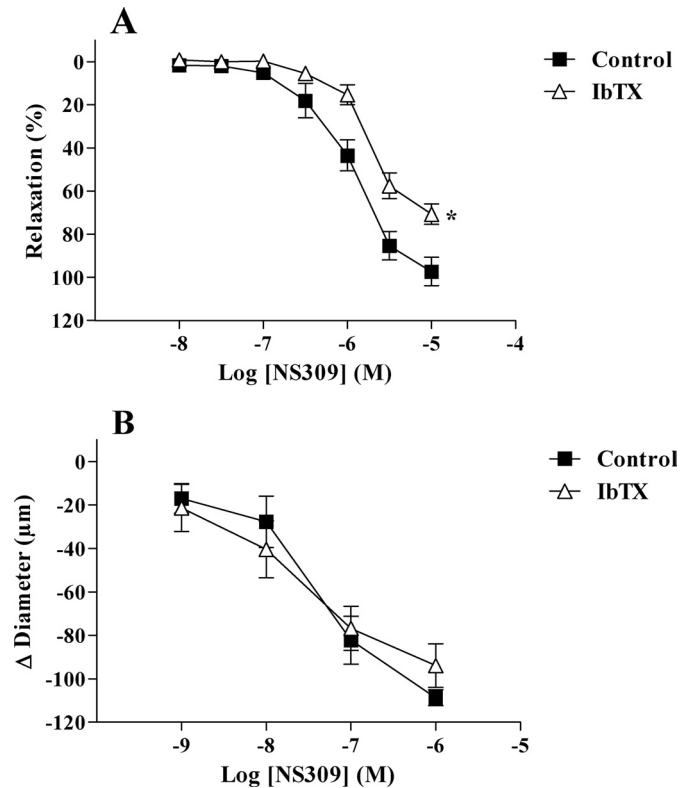 A
0
20
40
60
80
100
120
Relaxation (%)
-8
-7
-6
-5
-4
Log [NS309] (M)
*
Control
IbTX
B
0
-20
-40
-60
-80
-100
-120
Δ Diameter (µm)
-9
-8
-7
-6
-5
Log [NS309] (M)
Control
IbTX